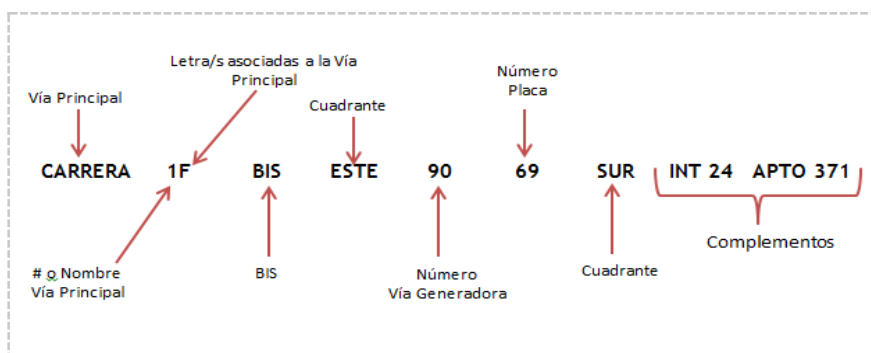 Letra/s asociadas a la Vía
Principal
Número
Placa
Vía Principal
Cuadrante
CARRERA 1F BIS ESTE 90 69 SUR INT 24 APTO 371
Complementos
# o Nombre
Vía Principal
BIS
Número
Vía Generadora
Cuadrante